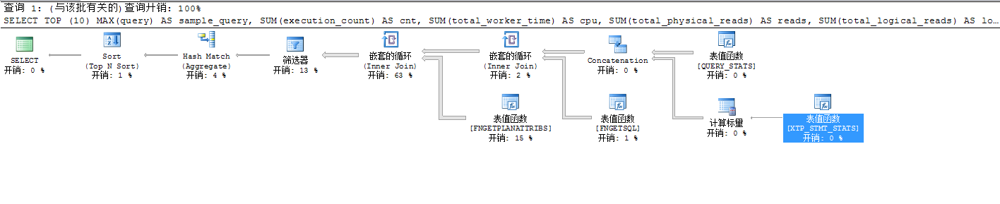 查询 1: (与该批有关的)查询开销: 100%
SELECT TOP (10) MAX(query) AS sample_query, SUM(execution_count) AS cnt, SUM(total_worker_time) AS cpu, SUM(total_physical_reads) AS reads, SUM(total_logical_reads) AS lo…
SELECT
开销: 0 %
Sort
(Top N Sort)
开销: 1 %
Hash Match
(Aggregate)
开销: 4 %
筛选器
开销: 13 %
嵌套的循环
(Inner Join)
开销: 63 %
嵌套的循环
(Inner Join)
开销: 2 %
Concatenation
开销: 0 %
表值函数
[QUERY_STATS]
开销: 0 %
表值函数
[FNGETPLANATTRIBS]
开销: 15 %
表值函数
[FNGETSQL]
开销: 1 %
计算标量
开销: 0 %
表值函数
[XTP_STMT_STATS]
开销: 0 %